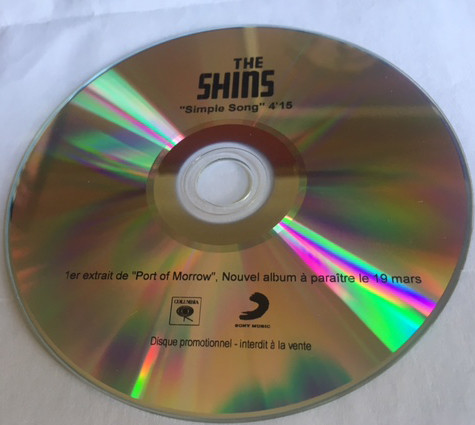 THE
SHINS
"Simple Song" 4'15
1er extrait de "Port of Morrow", Nouvel album à paraître le 19 mars
COLUMBIA
SONY MUSIC
Disque promotionnel - interdit à la vente